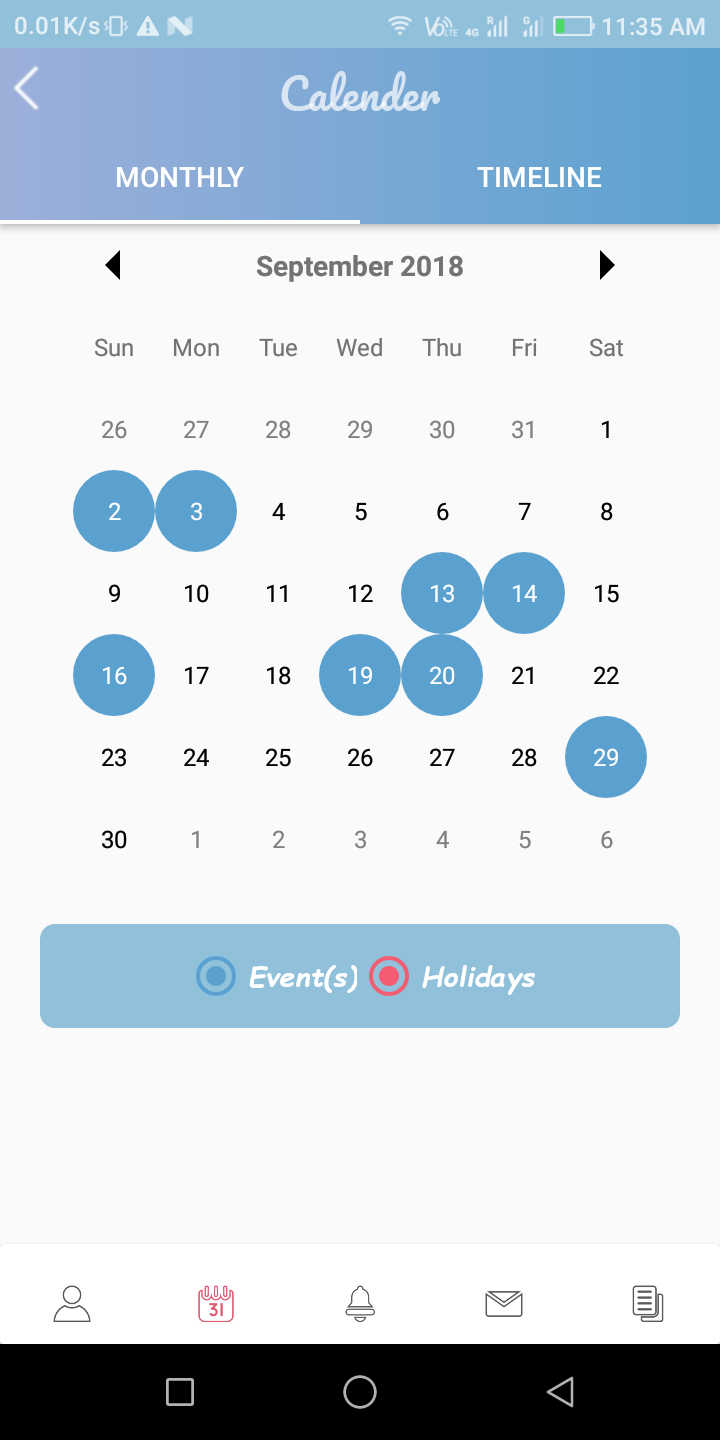 0.01K/s 4G R G 11:35 AM
Calender
MONTHLY TIMELINE
September 2018
Sun Mon Tue Wed Thu Fri Sat
26 27 28 29 30 31 1
2 3 4 5 6 7 8
9 10 11 12 13 14 15
16 17 18 19 20 21 22
23 24 25 26 27 28 29
30 1 2 3 4 5 6
Event(s) Holidays
31